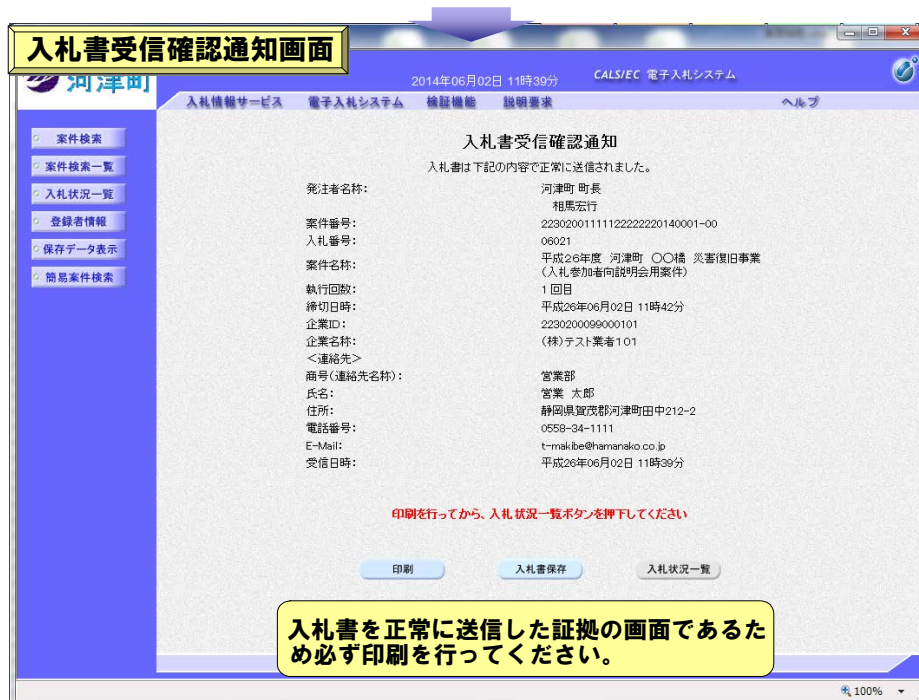 入札書受信確認通知画面
河津町
2014年06月02日 11時39分
CALS/EC 電子入札システム
入札情報サービス 電子入札システム 検証機能 説明要求 ヘルプ
案件検索
案件検索一覧
入札状況一覧
登録者情報
保存データ表示
簡易案件検索
入札書受信確認通知
入札書は下記の内容で正常に送信されました。
発注者名称: 河津町 町長
相馬宏行
案件番号:
入札番号: 06021
案件名称: 平成26年度 河津町 〇〇橋 災害復旧事業
(入札参加者向説明会用案件)
執行回数: 1回目
締切日時: 平成26年06月02日 11時42分
企業ID: 2230200099000101
企業名称: (株)テスト業者101
<連絡先>
商号(連絡先名称): 営業部
氏名: 営業 太郎
住所: 静岡県賀茂郡河津町田中212-2
電話番号: 0558-34-1111
E-Mail: t-makibe@hamanako.co.jp
受信日時: 平成26年06月02日 11時39分
印刷を行ってから、入札状況一覧ボタンを押下してください
印刷 入札書保存 入札状況一覧
入札書を正常に送信した証拠の画面であるた
め必ず印刷を行ってください。
100%